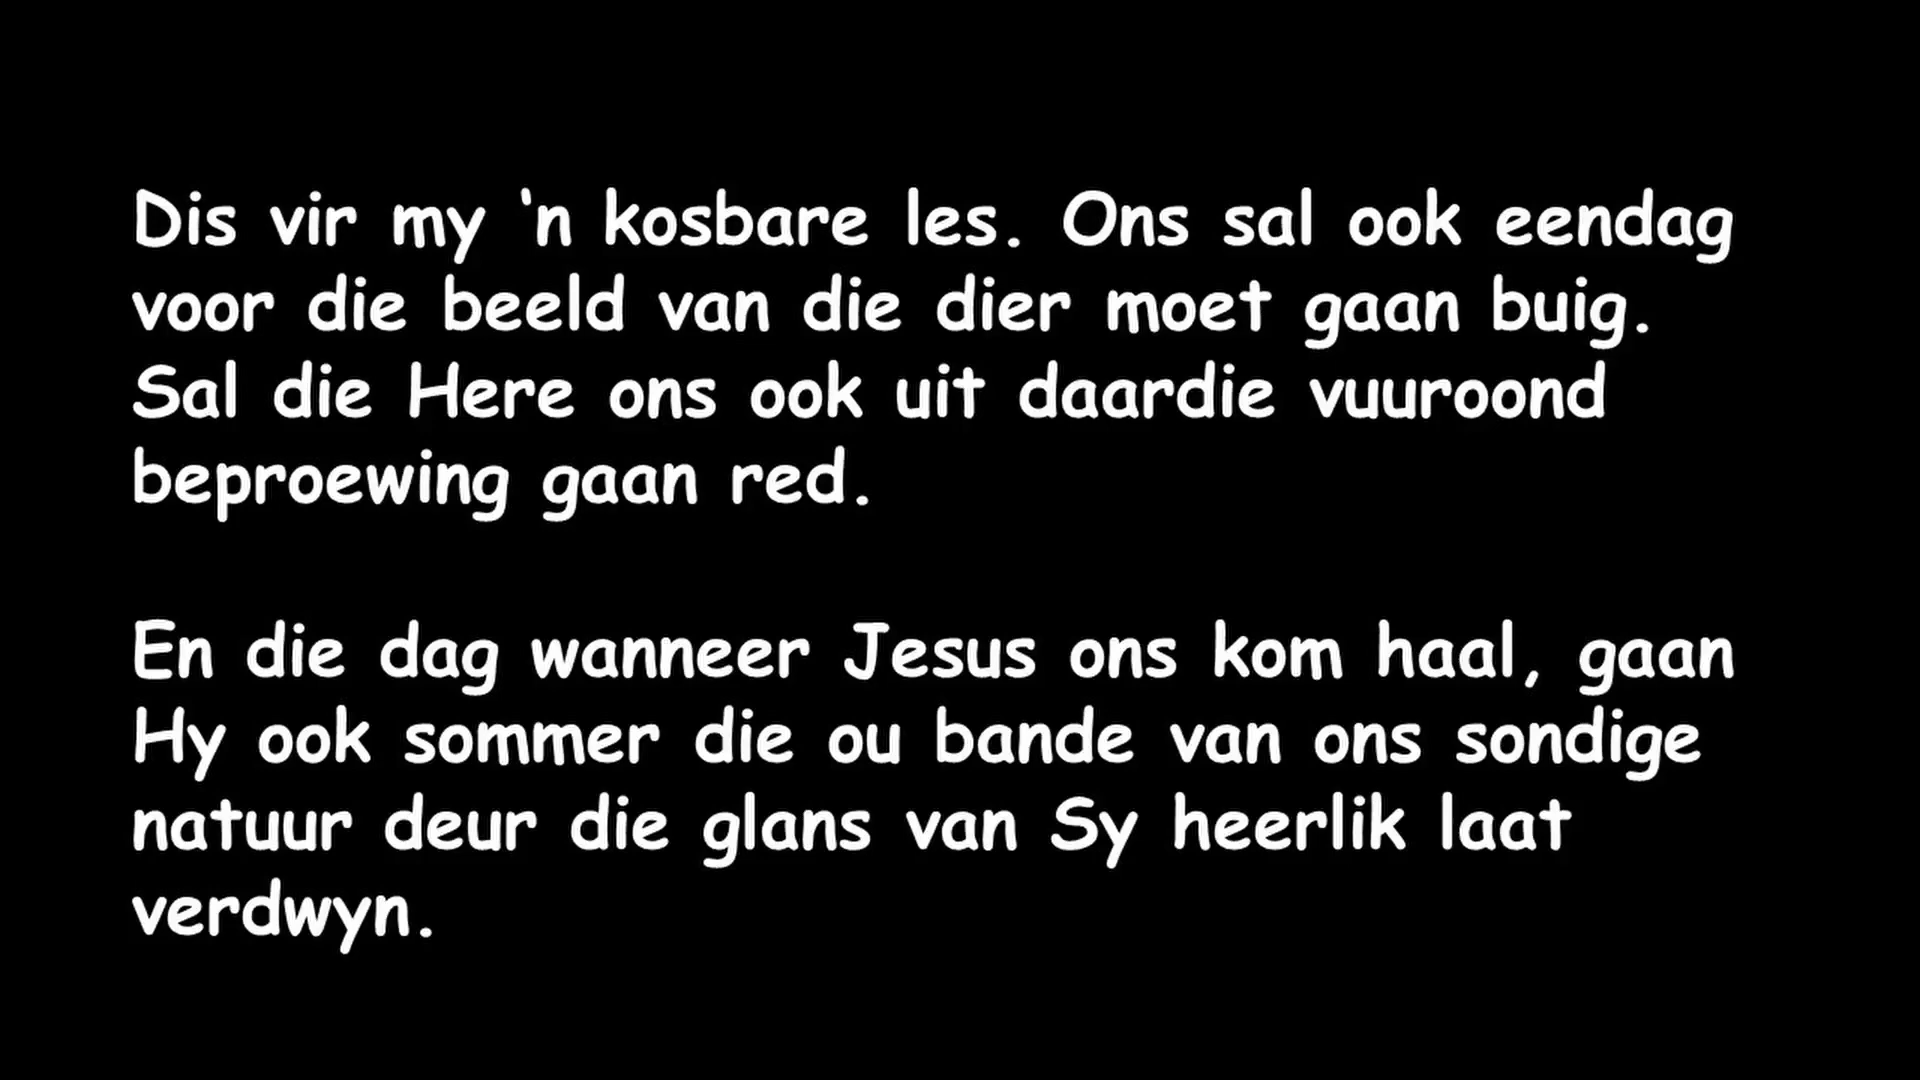 Dis vir my ‘n kosbare les. Ons sal ook eendag
voor die beeld van die dier moet gaan buig.
Sal die Here ons ook uit daardie vuuroond
beproewing gaan red.
En die dag wanneer Jesus ons kom haal, gaan
Hy ook sommer die ou bande van ons sondige
natuur deur die glans van Sy heerlik laat
verdwyn.